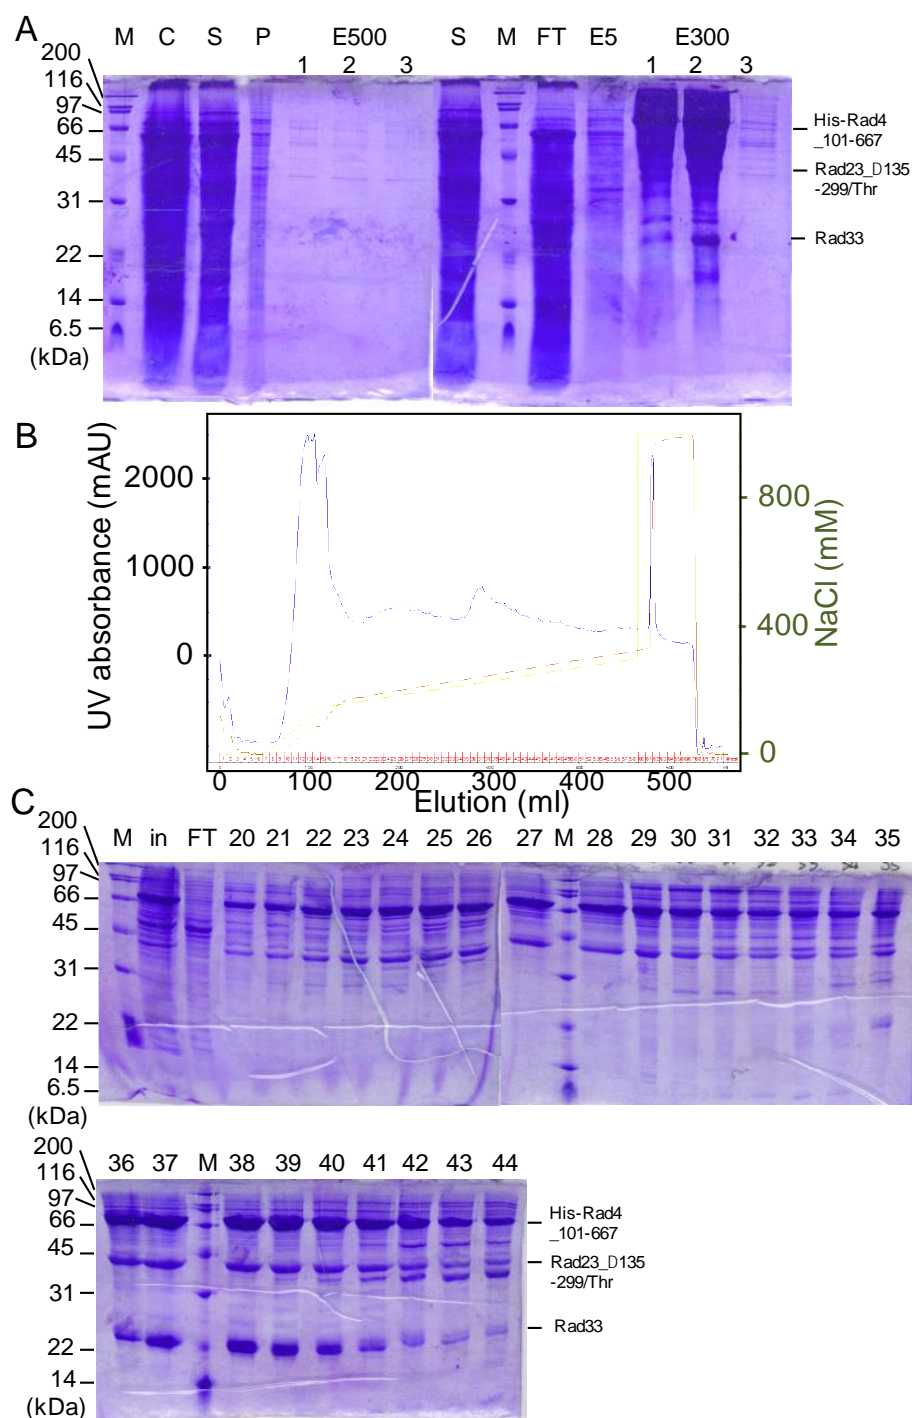 A
M C S P E500 S M FT E5 E300
1 2 3 1 2 3
200
116
97
66
45
31
22
14
6.5
(kDa)
His-Rad4
_101-667
Rad23_D135
-299/Thr
Rad33
B
UV absorbance (mAU)
2000
1000
0
800
400
0
NaCl (mM)
0 100 200 300 400 500
Elution (ml)
C
M in FT 20 21 22 23 24 25 26 27 M 28 29 30 31 32 33 34 35
200
116
97
66
45
31
22
14
6.5
(kDa)
36 37 M 38 39 40 41 42 43 44
200
116
97
66
45
31
22
14
(kDa)
His-Rad4
_101-667
Rad23_D135
-299/Thr
Rad33